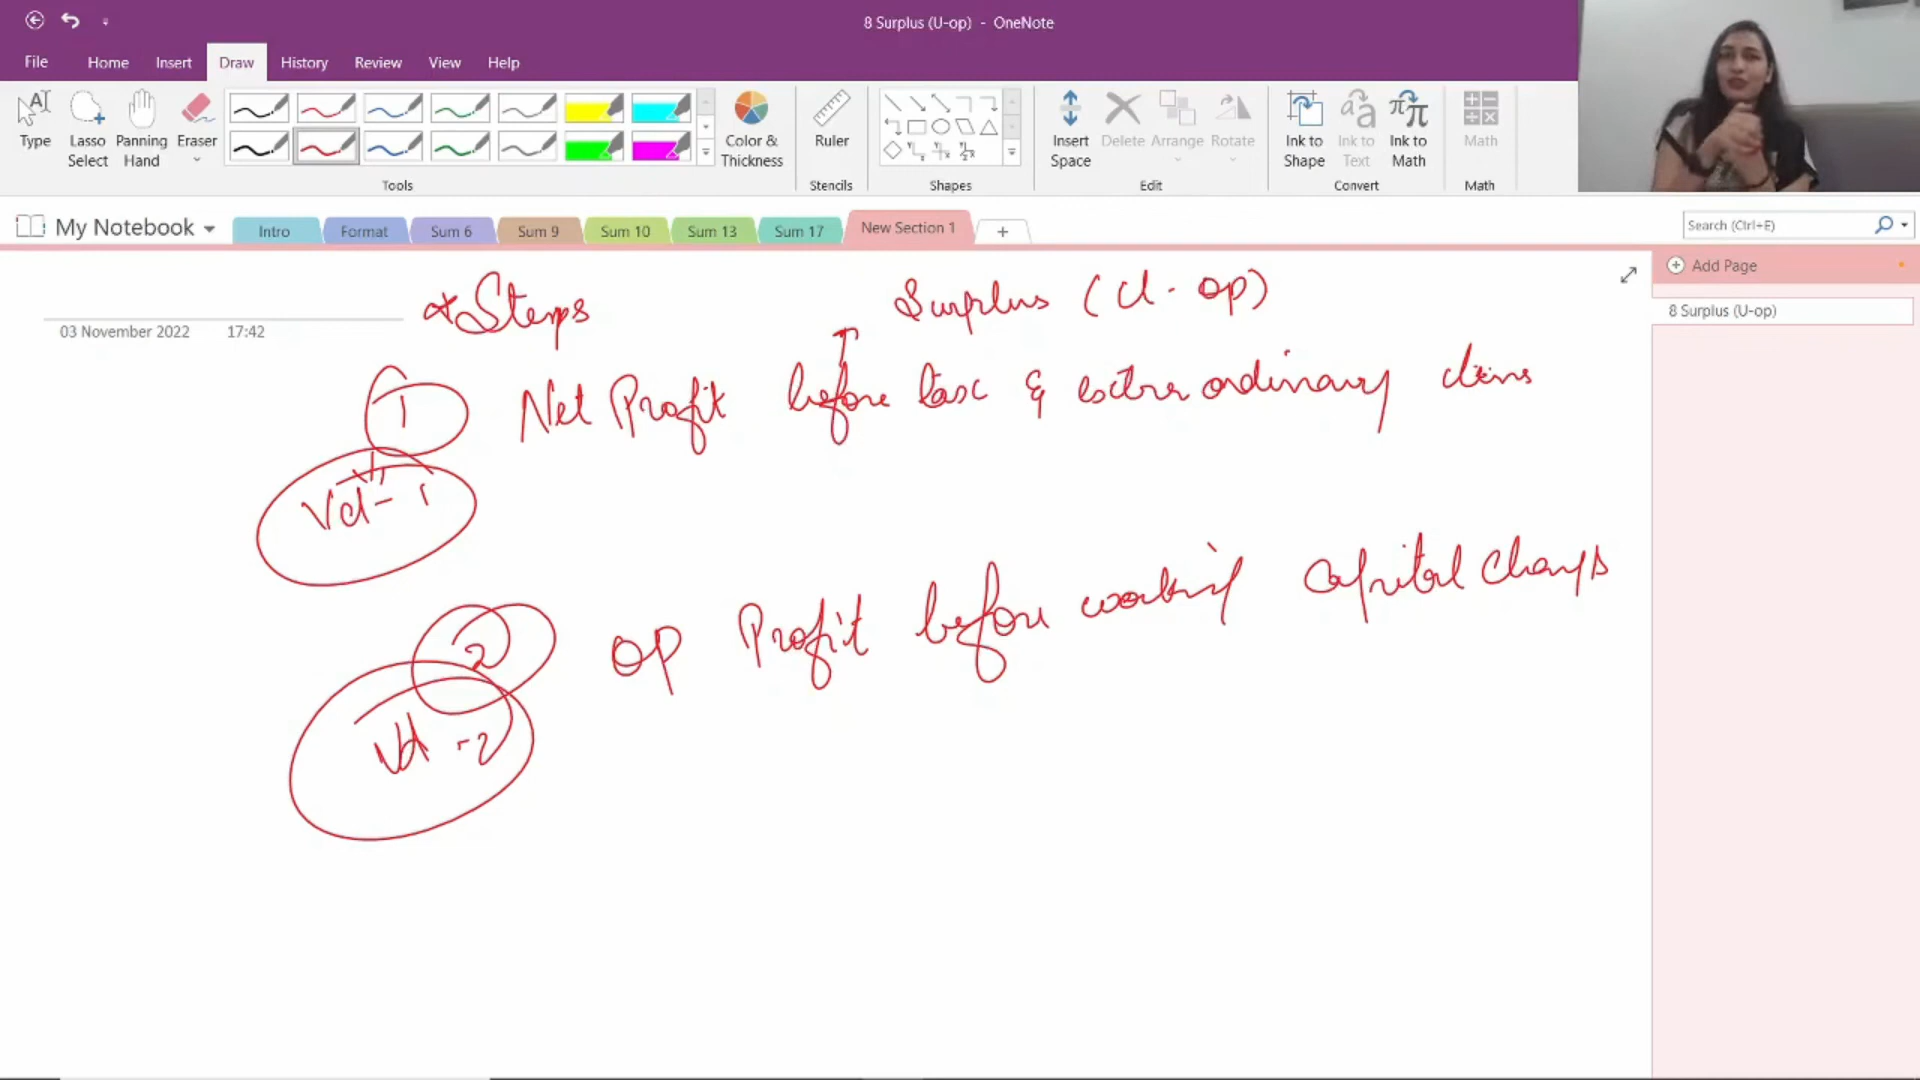 8 Surplus (U-op) - OneNote
File Home Insert Draw History Review View Help
Type Lasso Select Panning Hand Eraser Color & Thickness Ruler Insert Space Delete Arrange Rotate Ink to Shape Ink to Text Ink to Math Math
Tools Stencils Shapes Edit Convert Math
My Notebook Intro Format Sum 6 Sum 9 Sum 10 Sum 13 Sum 17 New Section 1 + Search (Ctrl+E)
Add Page
8 Surplus (U-op)
* Steps Surplus (cl - op)
03 November 2022 17:42
1 Net Profit before tax & extraordinary items
Vd - 1
2 OP Profit before working capital changes
Vd - 2